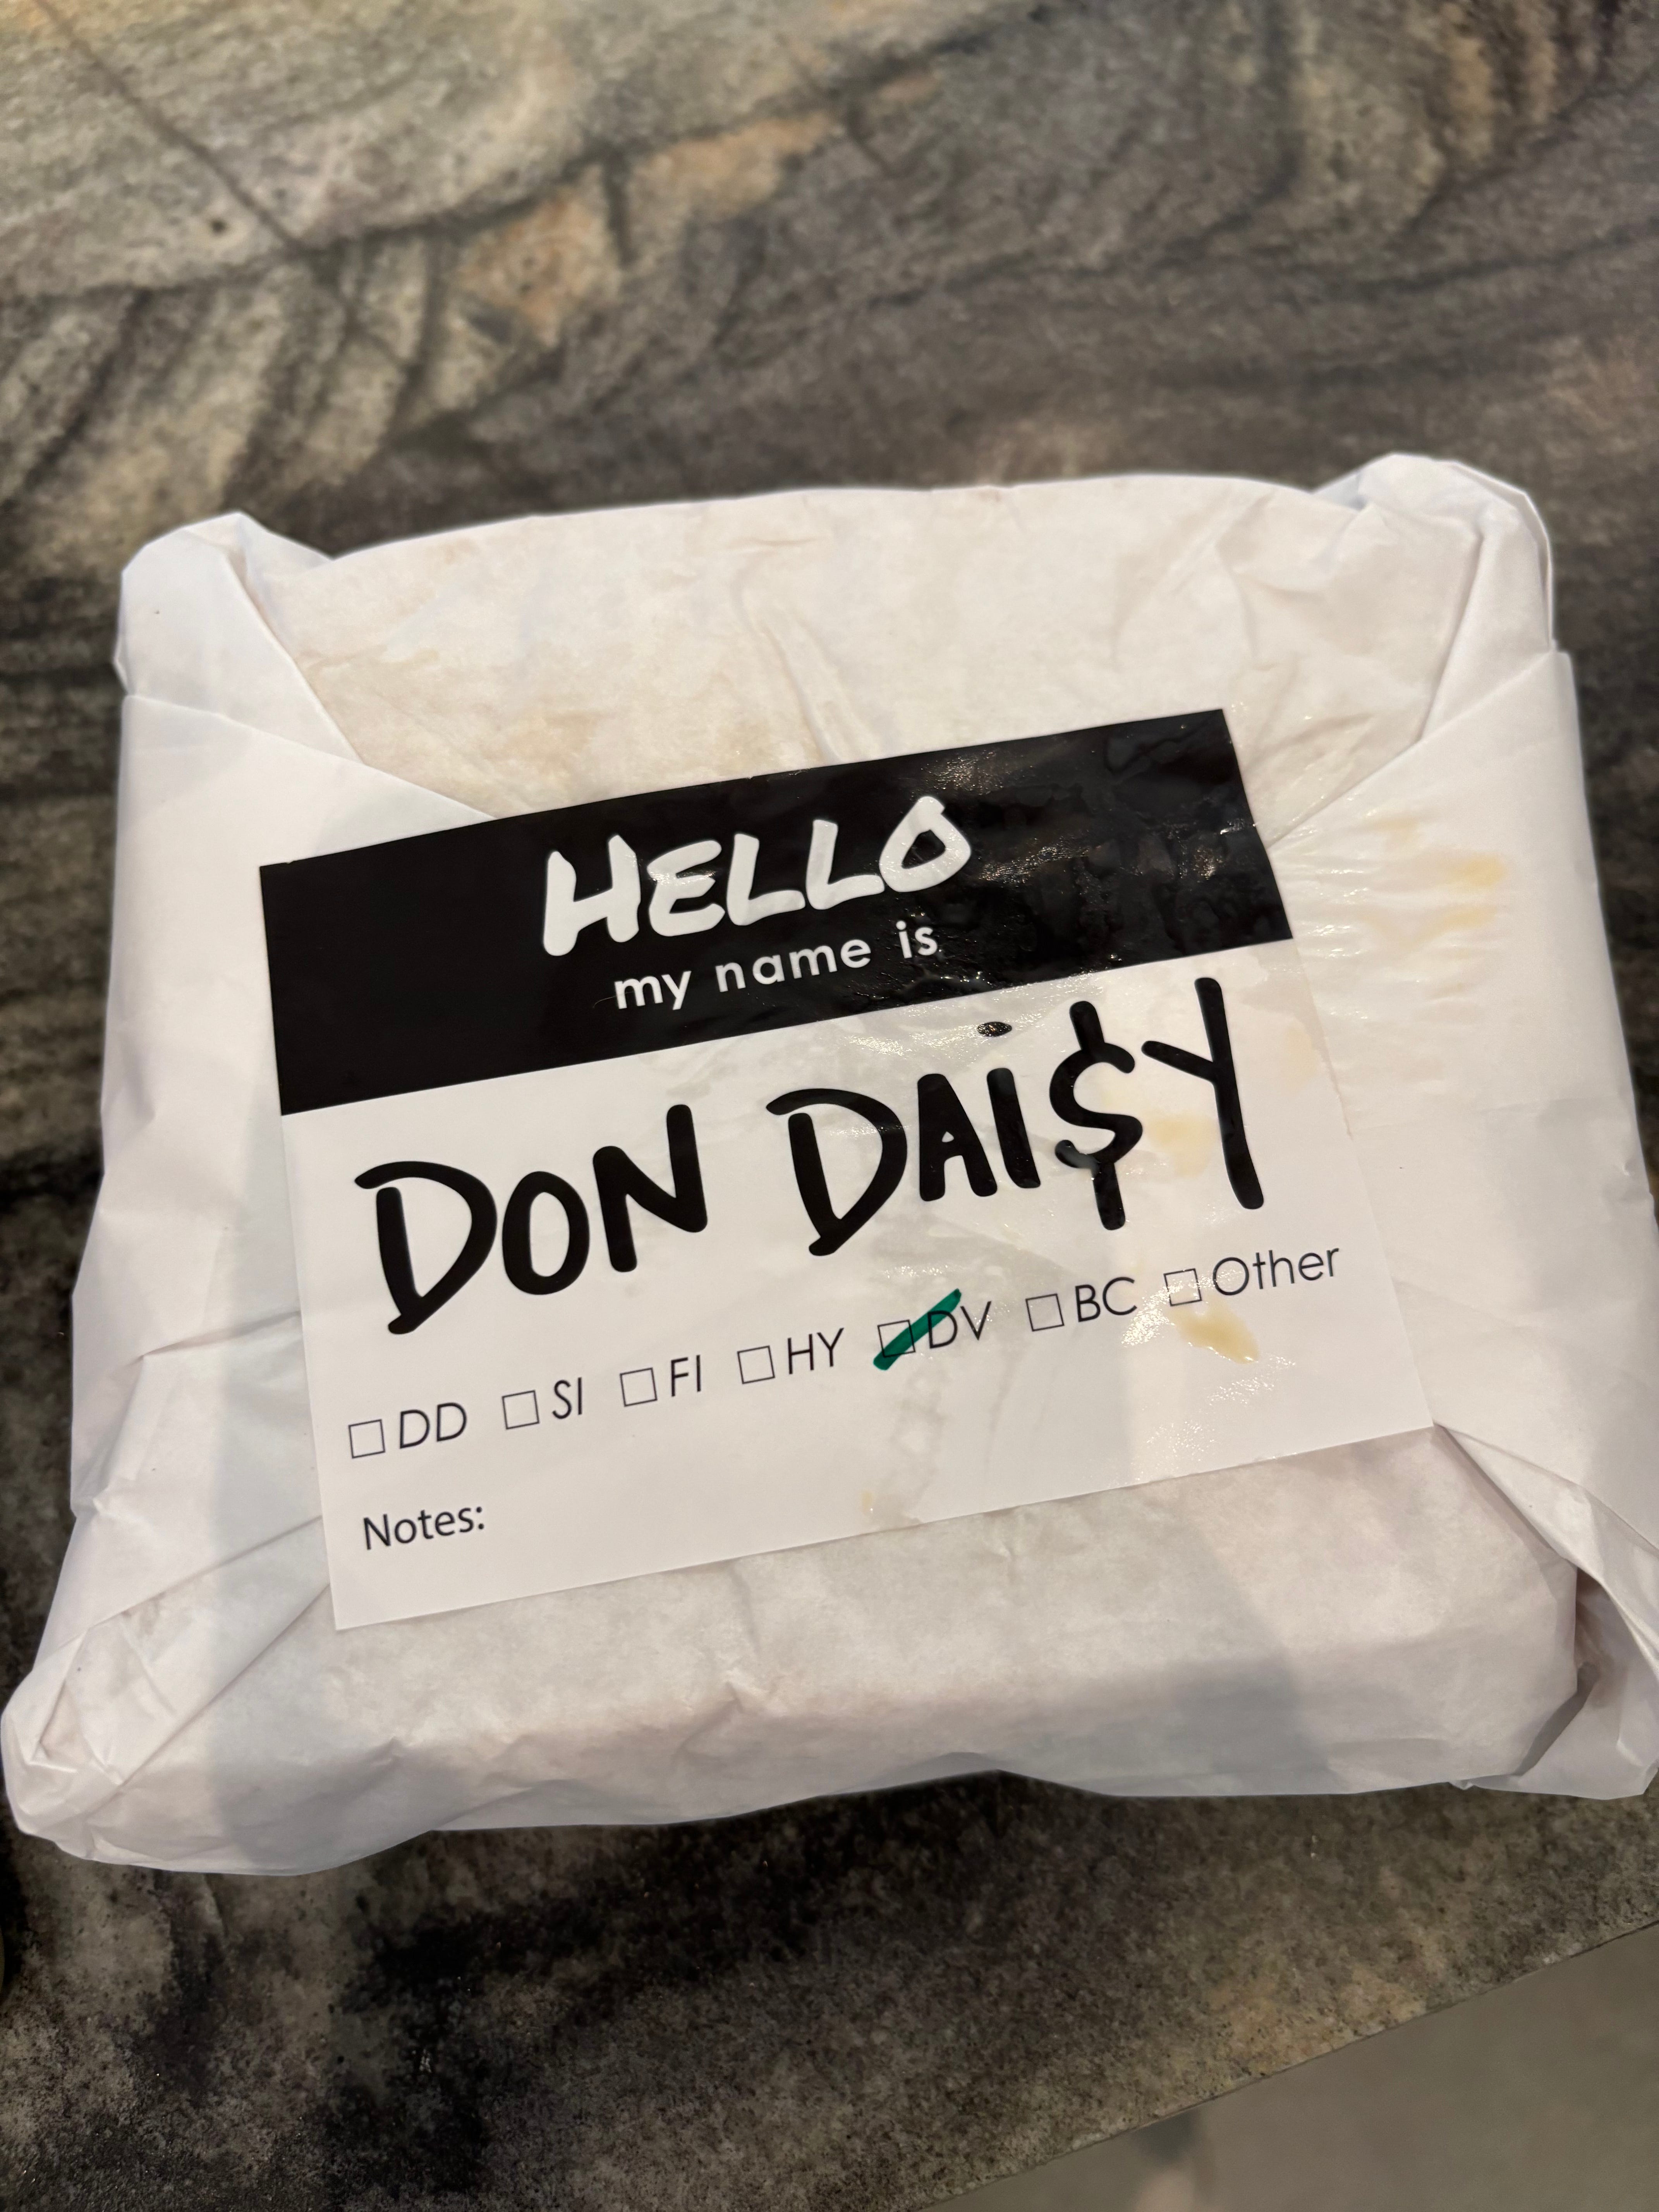 HELLO
my name is
DON DAI$Y
☐ DD ☐ SI ☐ FI ☐ HY ☐ DV ☐ BC ☐ Other
Notes: